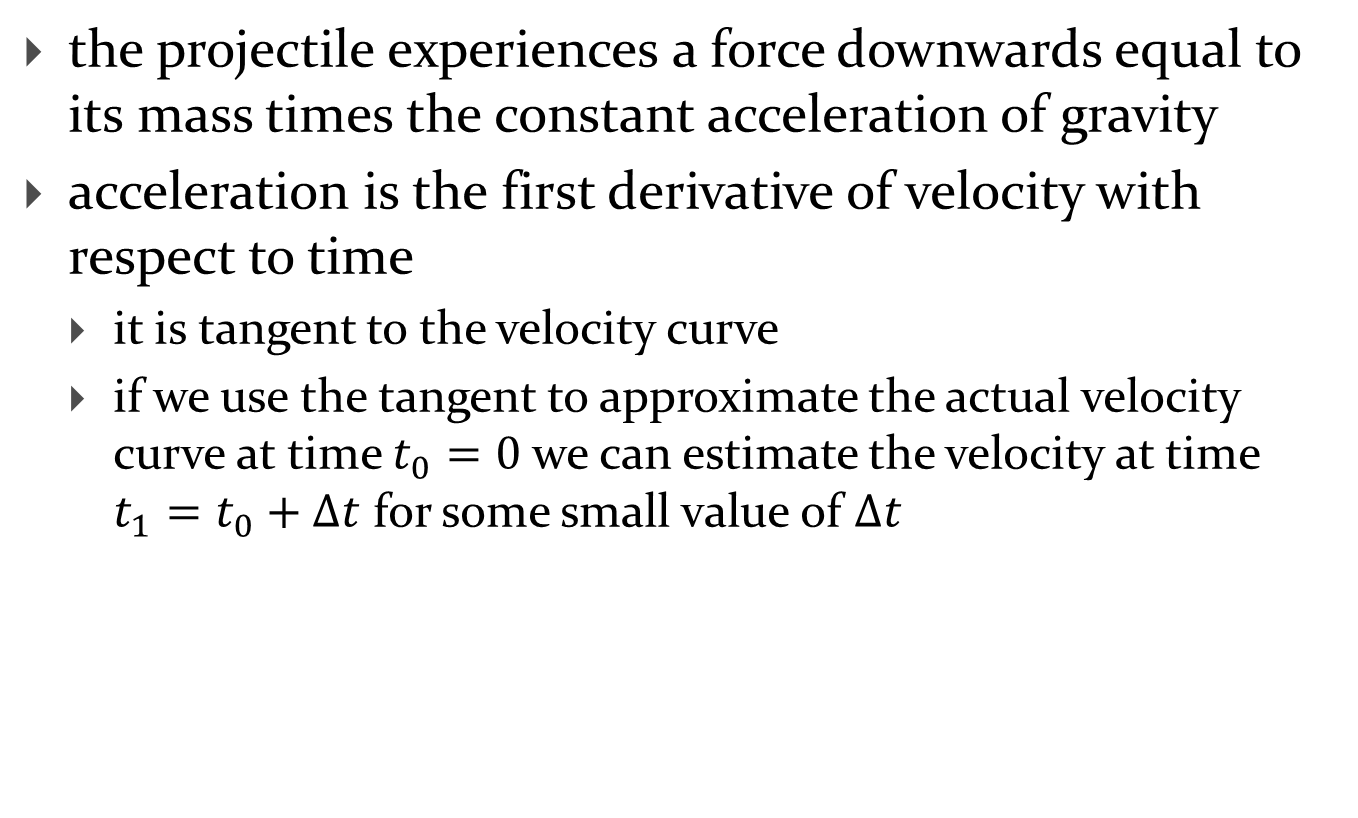 the projectile experiences a force downwards equal to
its mass times the constant acceleration of gravity
acceleration is the first derivative of velocity with
respect to time
it is tangent to the velocity curve
if we use the tangent to approximate the actual velocity
curve at time 𝑡₀ = 0 we can estimate the velocity at time
𝑡₁ = 𝑡₀ + Δ𝑡 for some small value of Δ𝑡